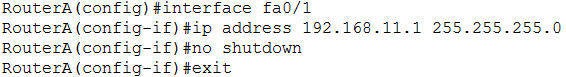 RouterA(config)#interface fa0/1
RouterA(config-if)#ip address 192.168.11.1 255.255.255.0
RouterA(config-if)#no shutdown
RouterA(config-if)#exit